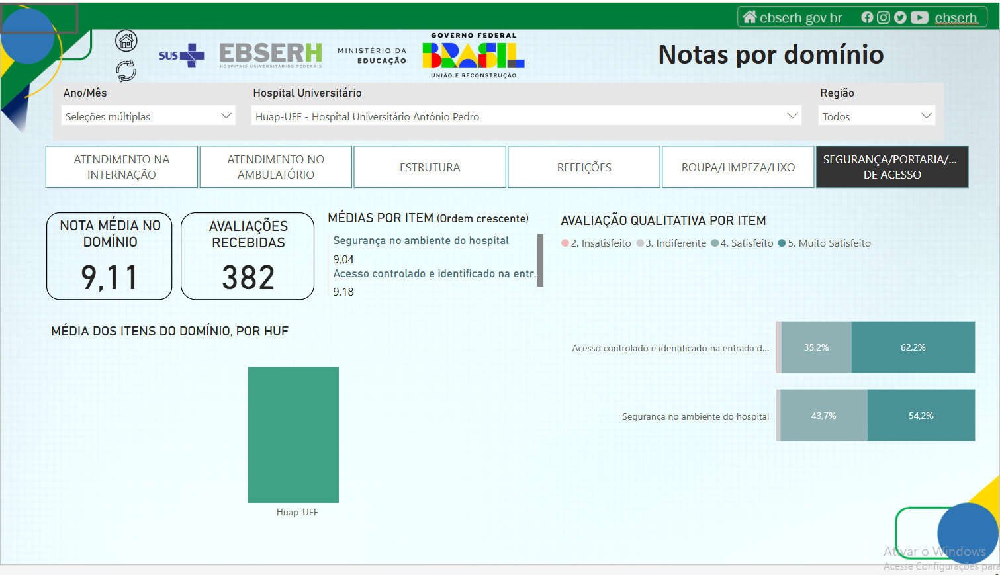 ebserh.gov.br
ebserh
SUS
EBSERH
HOSPITAIS UNIVERSITÁRIOS FEDERAIS
MINISTÉRIO DA
EDUCAÇÃO
GOVERNO FEDERAL
BRASIL
UNIÃO E RECONSTRUÇÃO
Notas por domínio
Ano/Mês
Hospital Universitário
Região
Seleções múltiplas
Huap-UFF - Hospital Universitário Antônio Pedro
Todos
ATENDIMENTO NA
INTERNAÇÃO
ATENDIMENTO NO
AMBULATÓRIO
ESTRUTURA
REFEIÇÕES
ROUPA/LIMPEZA/LIXO
SEGURANÇA/PORTARIA/...
DE ACESSO
NOTA MÉDIA NO
DOMÍNIO
9,11
AVALIAÇÕES
RECEBIDAS
382
MÉDIAS POR ITEM (Ordem crescente)
Segurança no ambiente do hospital
9,04
Acesso controlado e identificado na entr...
9,18
AVALIAÇÃO QUALITATIVA POR ITEM
2. Insatisfeito 3. Indiferente 4. Satisfeito 5. Muito Satisfeito
MÉDIA DOS ITENS DO DOMÍNIO, POR HUF
Huap-UFF
Acesso controlado e identificado na entrada d... 35,2% 62,2%
Segurança no ambiente do hospital 43,7% 54,2%
Ativar o Windows
Acesse Configurações para